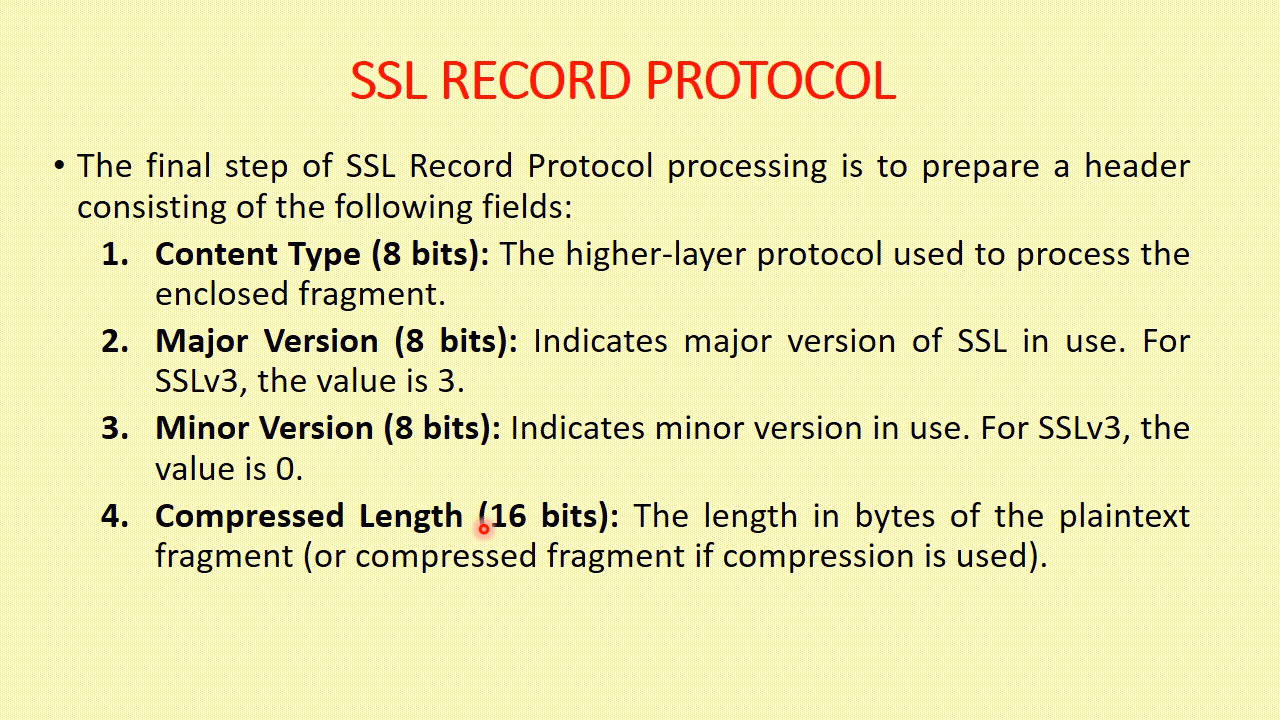 SSL RECORD PROTOCOL
• The final step of SSL Record Protocol processing is to prepare a header
consisting of the following fields:
1. Content Type (8 bits): The higher-layer protocol used to process the
enclosed fragment.
2. Major Version (8 bits): Indicates major version of SSL in use. For
SSLv3, the value is 3.
3. Minor Version (8 bits): Indicates minor version in use. For SSLv3, the
value is 0.
4. Compressed Length (16 bits): The length in bytes of the plaintext
fragment (or compressed fragment if compression is used).